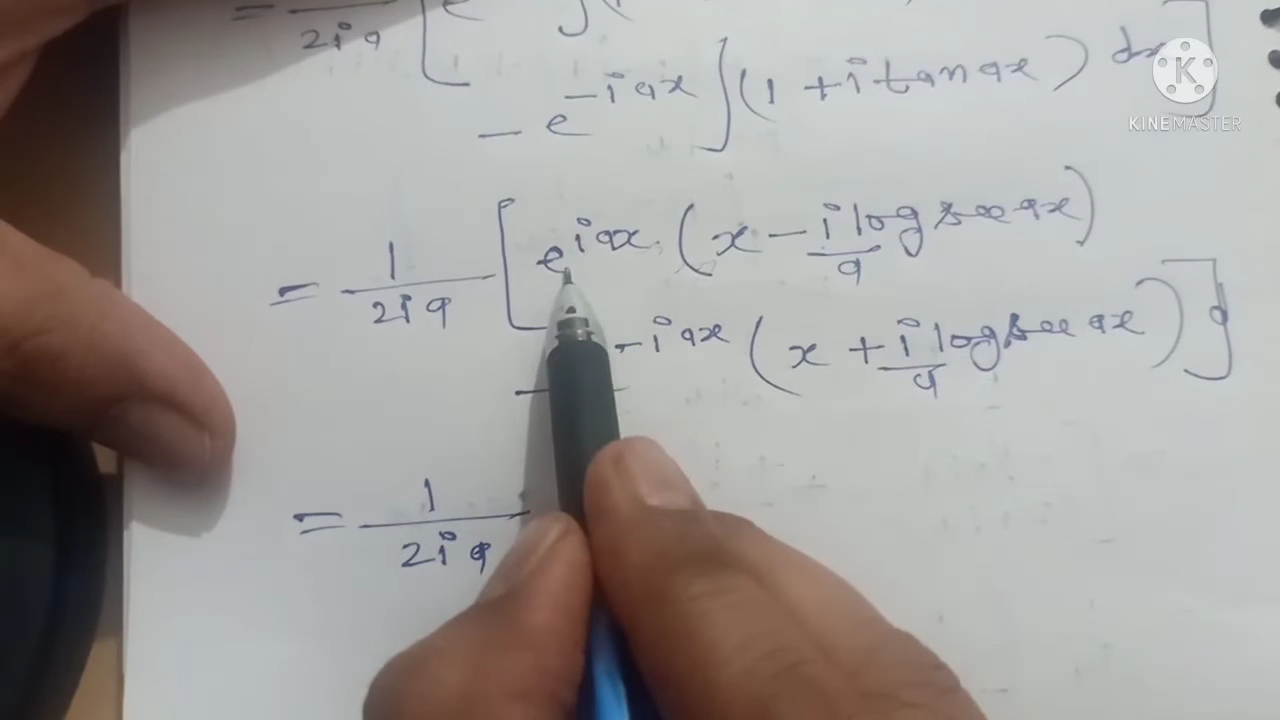 = 1/2ia [ e ∫(
- e^-iax ∫(1 + i tan ax) dx ]
KINEMASTER
= 1/2ia [ e^iax (x - i/a log sec ax)
- ^-iax (x + i/a log sec ax) ]
= 1/2ia